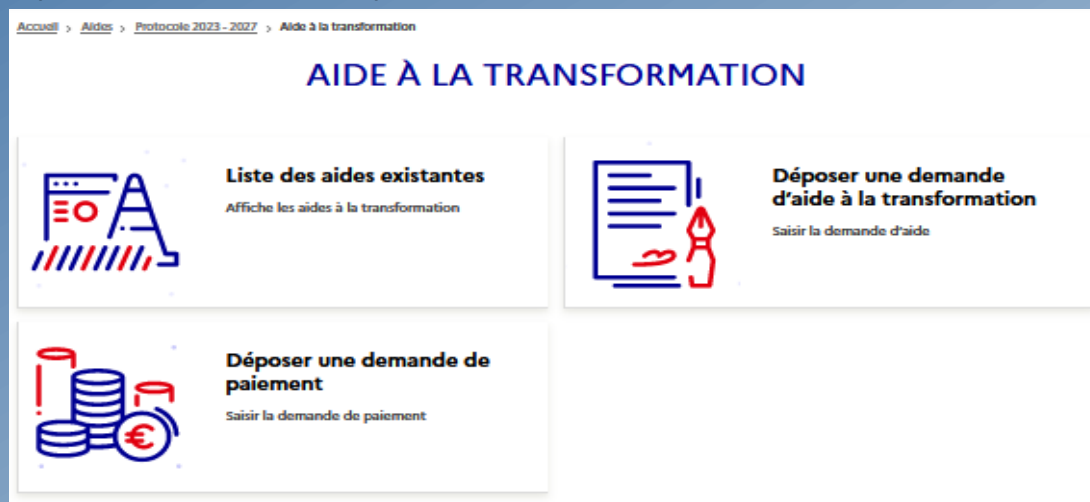 Accueil > Aides > Protocole 2023 - 2027 > Aide à la transformation
AIDE À LA TRANSFORMATION
Liste des aides existantes
Affiche les aides à la transformation
Déposer une demande
d'aide à la transformation
Saisir la demande d'aide
Déposer une demande de
paiement
Saisir la demande de paiement